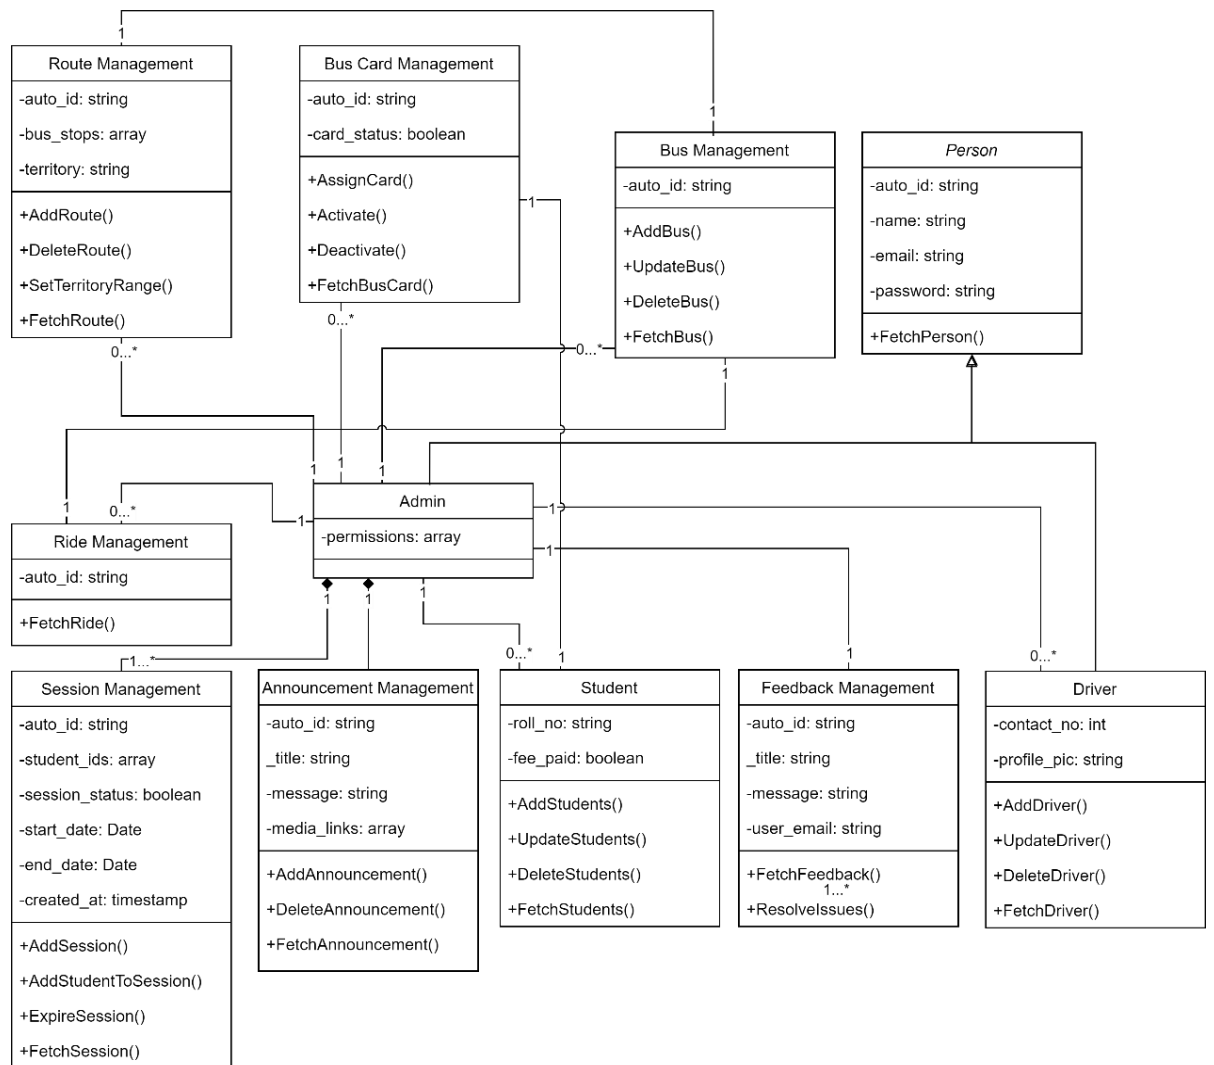 1
Route Management
-auto_id: string
-bus_stops: array
-territory: string
+AddRoute()
+DeleteRoute()
+SetTerritoryRange()
+FetchRoute()
0...*
Bus Card Management
-auto_id: string
-card_status: boolean
+AssignCard()
+Activate()
+Deactivate()
+FetchBusCard()
1
0...*
1
Bus Management
-auto_id: string
+AddBus()
+UpdateBus()
+DeleteBus()
+FetchBus()
0...*
1
Person
-auto_id: string
-name: string
-email: string
-password: string
+FetchPerson()
1
1
1
1
0...*
1
Admin
-permissions: array
1
1
1
1
1
Ride Management
-auto_id: string
+FetchRide()
1...*
0...*
1
1
0...*
Session Management
-auto_id: string
-student_ids: array
-session_status: boolean
-start_date: Date
-end_date: Date
-created_at: timestamp
+AddSession()
+AddStudentToSession()
+ExpireSession()
+FetchSession()
Announcement Management
-auto_id: string
_title: string
-message: string
-media_links: array
+AddAnnouncement()
+DeleteAnnouncement()
+FetchAnnouncement()
Student
-roll_no: string
-fee_paid: boolean
+AddStudents()
+UpdateStudents()
+DeleteStudents()
+FetchStudents()
Feedback Management
-auto_id: string
_title: string
-message: string
-user_email: string
+FetchFeedback()
1...*
+ResolveIssues()
Driver
-contact_no: int
-profile_pic: string
+AddDriver()
+UpdateDriver()
+DeleteDriver()
+FetchDriver()